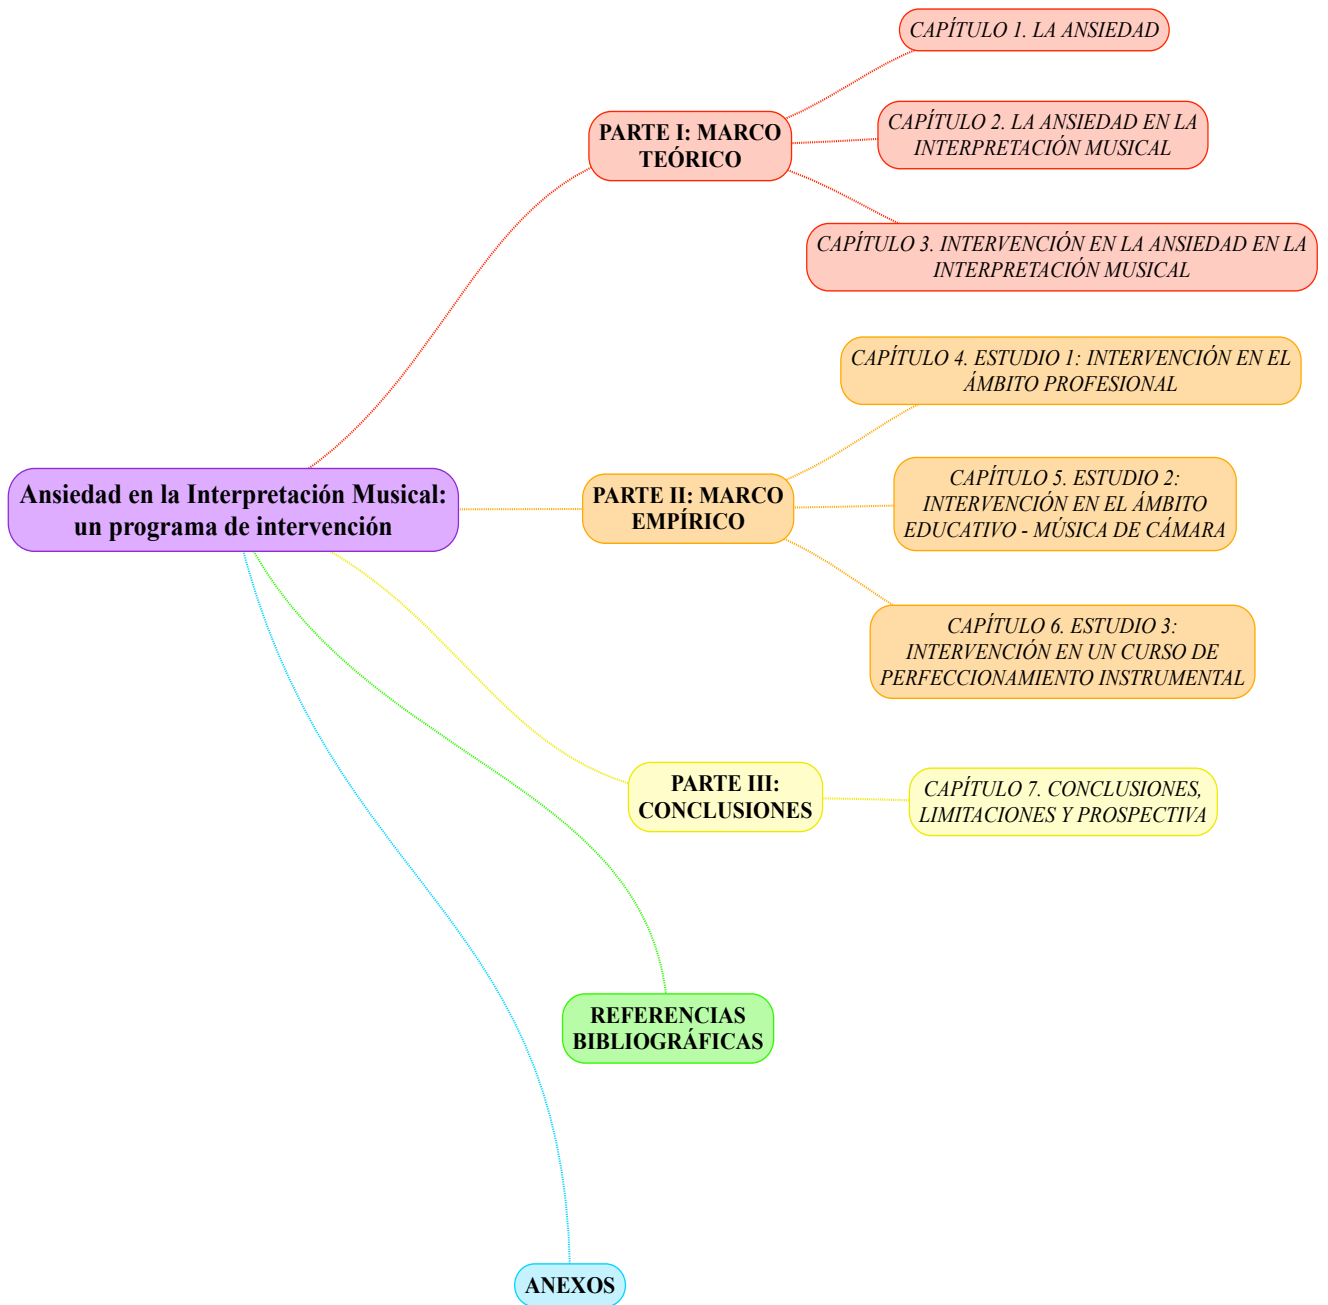 Ansiedad en la Interpretación Musical:
un programa de intervención
PARTE I: MARCO
TEÓRICO
CAPÍTULO 1. LA ANSIEDAD
CAPÍTULO 2. LA ANSIEDAD EN LA
INTERPRETACIÓN MUSICAL
CAPÍTULO 3. INTERVENCIÓN EN LA ANSIEDAD EN LA
INTERPRETACIÓN MUSICAL
PARTE II: MARCO
EMPÍRICO
CAPÍTULO 4. ESTUDIO 1: INTERVENCIÓN EN EL
ÁMBITO PROFESIONAL
CAPÍTULO 5. ESTUDIO 2:
INTERVENCIÓN EN EL ÁMBITO
EDUCATIVO - MÚSICA DE CÁMARA
CAPÍTULO 6. ESTUDIO 3:
INTERVENCIÓN EN UN CURSO DE
PERFECCIONAMIENTO INSTRUMENTAL
PARTE III:
CONCLUSIONES
CAPÍTULO 7. CONCLUSIONES,
LIMITACIONES Y PROSPECTIVA
REFERENCIAS
BIBLIOGRÁFICAS
ANEXOS